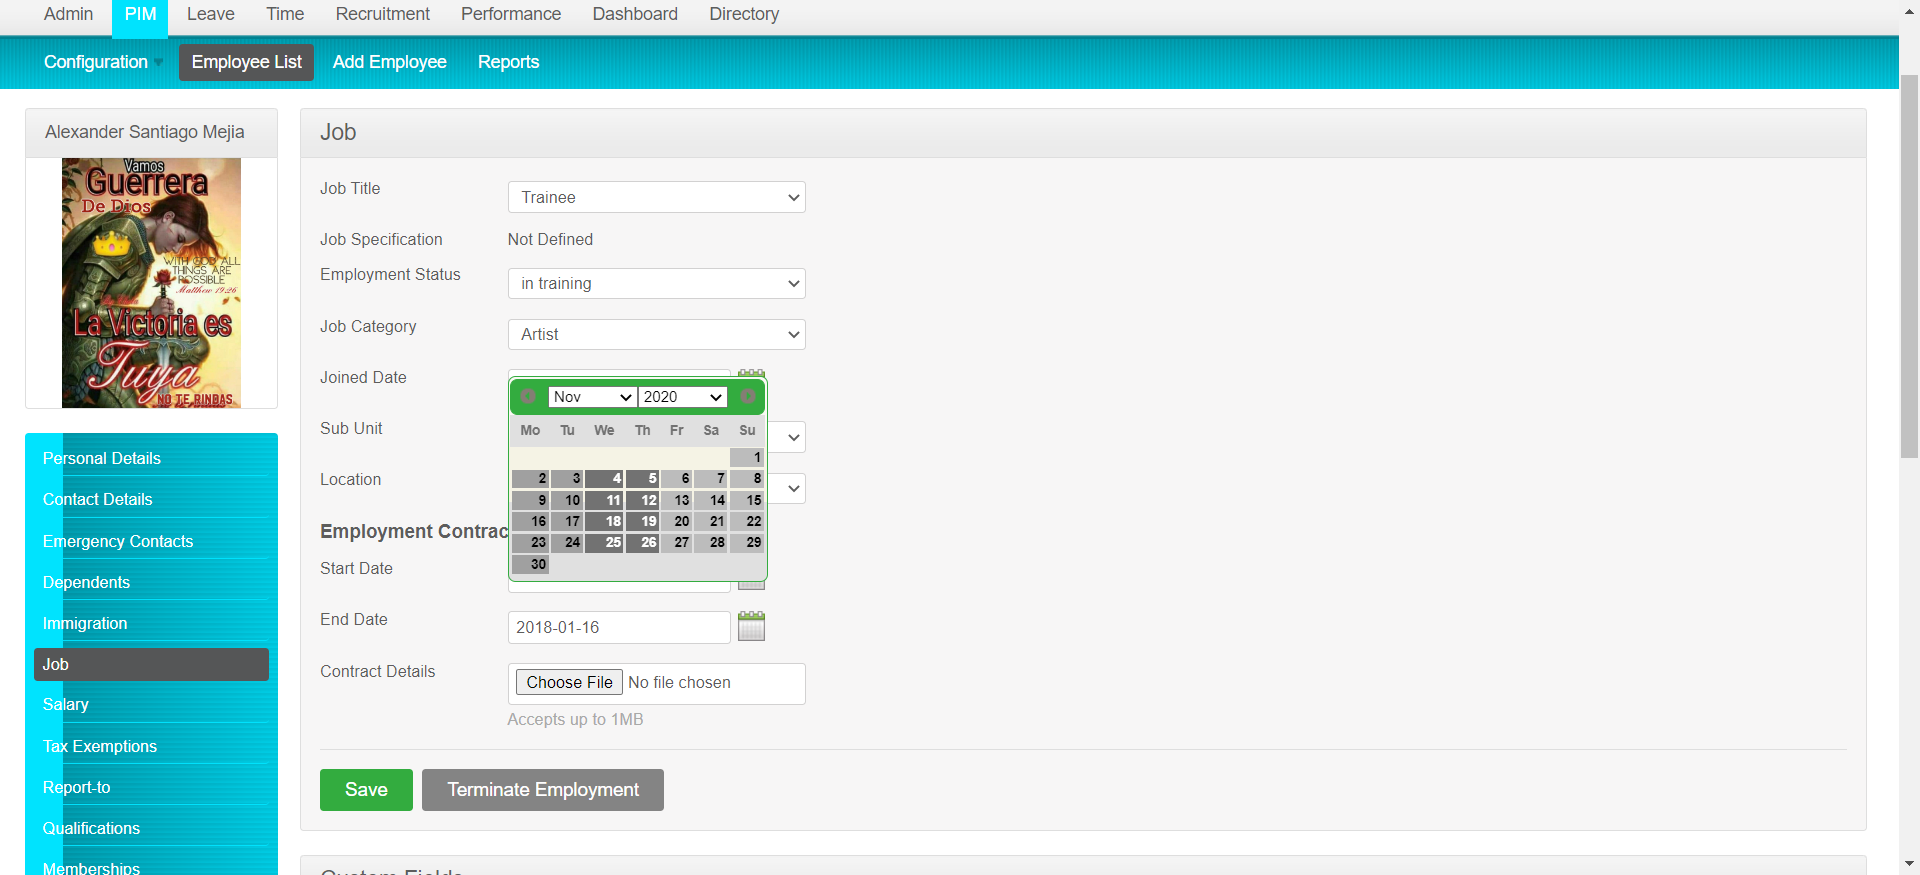 Admin PIM Leave Time Recruitment Performance Dashboard Directory
Configuration Employee List Add Employee Reports
Alexander Santiago Mejia
Vamos
Guerrera
De Dios
WITH GOD ALL
THINGS ARE
POSSIBLE
Matthew 19:26
La Victoria es
Tuya
NO TE RINDAS
Personal Details
Contact Details
Emergency Contacts
Dependents
Immigration
Job
Salary
Tax Exemptions
Report-to
Qualifications
Memberships
Job
Job Title Trainee
Job Specification Not Defined
Employment Status in training
Job Category Artist
Joined Date
Nov 2020
Mo Tu We Th Fr Sa Su
1
2 3 4 5 6 7 8
9 10 11 12 13 14 15
16 17 18 19 20 21 22
23 24 25 26 27 28 29
30
Sub Unit
Location
Employment Contrac
Start Date
End Date 2018-01-16
Contract Details Choose File No file chosen
Accepts up to 1MB
Save Terminate Employment
Custom Fields